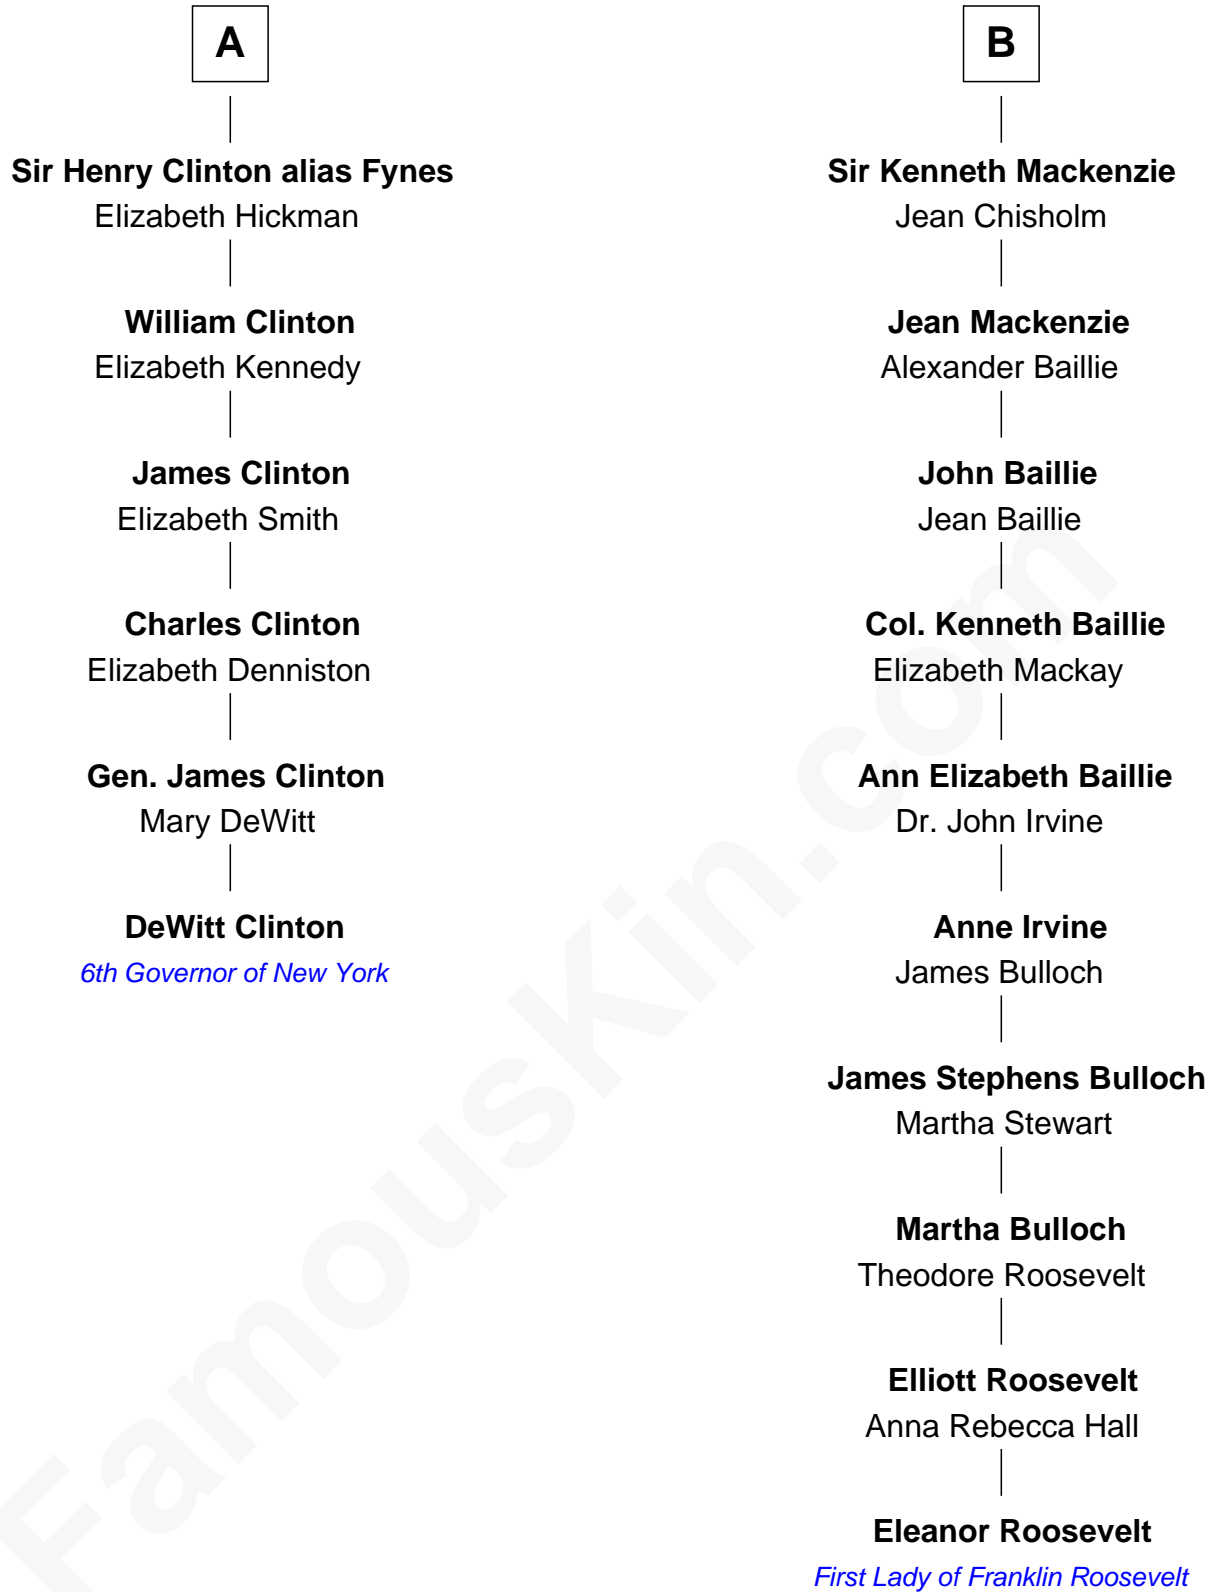 A
Sir Henry Clinton alias Fynes
Elizabeth Hickman
William Clinton
Elizabeth Kennedy
James Clinton
Elizabeth Smith
Charles Clinton
Elizabeth Denniston
Gen. James Clinton
Mary DeWitt
DeWitt Clinton
6th Governor of New York
B
Sir Kenneth Mackenzie
Jean Chisholm
Jean Mackenzie
Alexander Baillie
John Baillie
Jean Baillie
Col. Kenneth Baillie
Elizabeth Mackay
Ann Elizabeth Baillie
Dr. John Irvine
Anne Irvine
James Bulloch
James Stephens Bulloch
Martha Stewart
Martha Bulloch
Theodore Roosevelt
Elliott Roosevelt
Anna Rebecca Hall
Eleanor Roosevelt
First Lady of Franklin Roosevelt
FamousKin.com